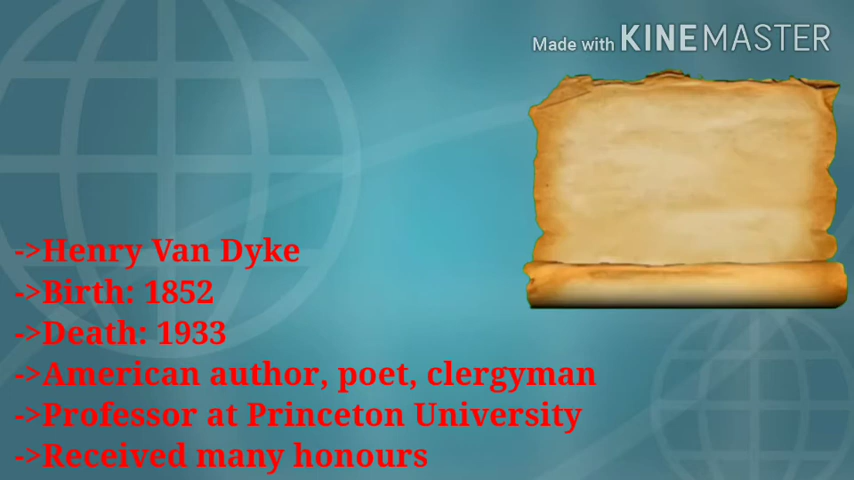 Made with KINEMASTER
->Henry Van Dyke
->Birth: 1852
->Death: 1933
->American author, poet, clergyman
->Professor at Princeton University
->Received many honours